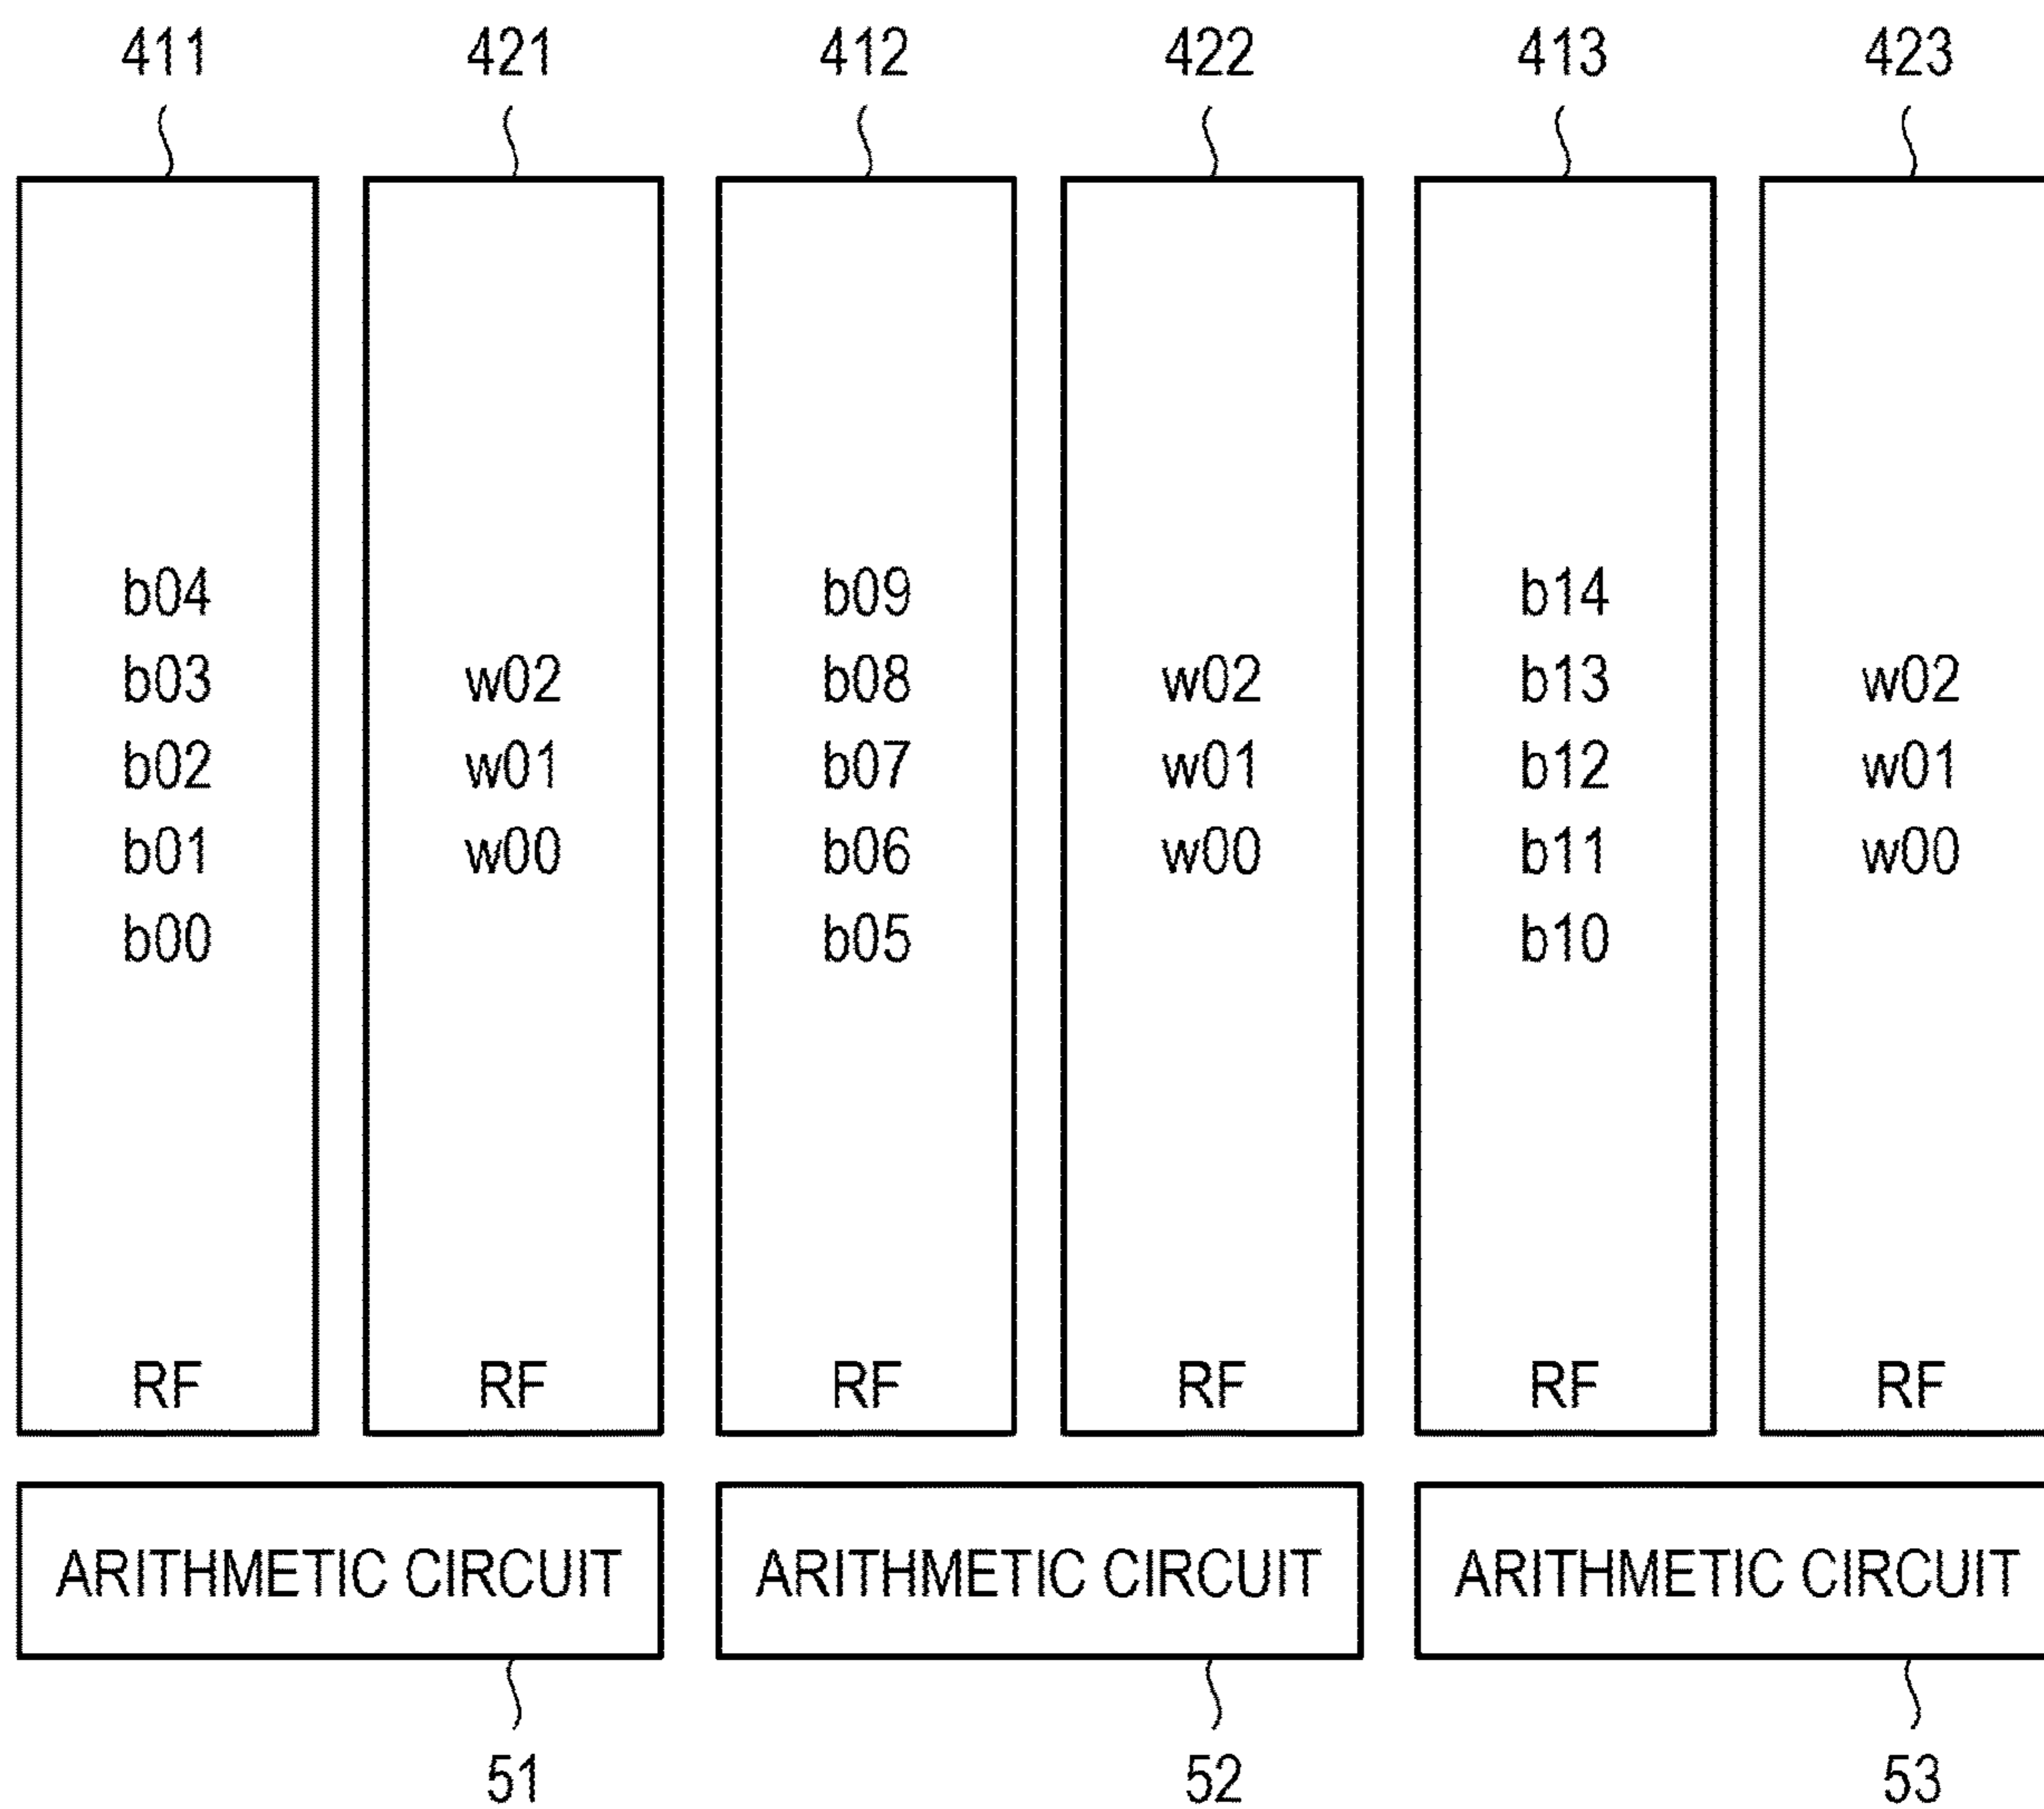 411 421 412 422 413 423
b04 b09 b14
b03 w02 b08 w02 b13 w02
b02 w01 b07 w01 b12 w01
b01 w00 b06 w00 b11 w00
b00 b05 b10
RF RF RF RF RF RF
ARITHMETIC CIRCUIT ARITHMETIC CIRCUIT ARITHMETIC CIRCUIT
51 52 53